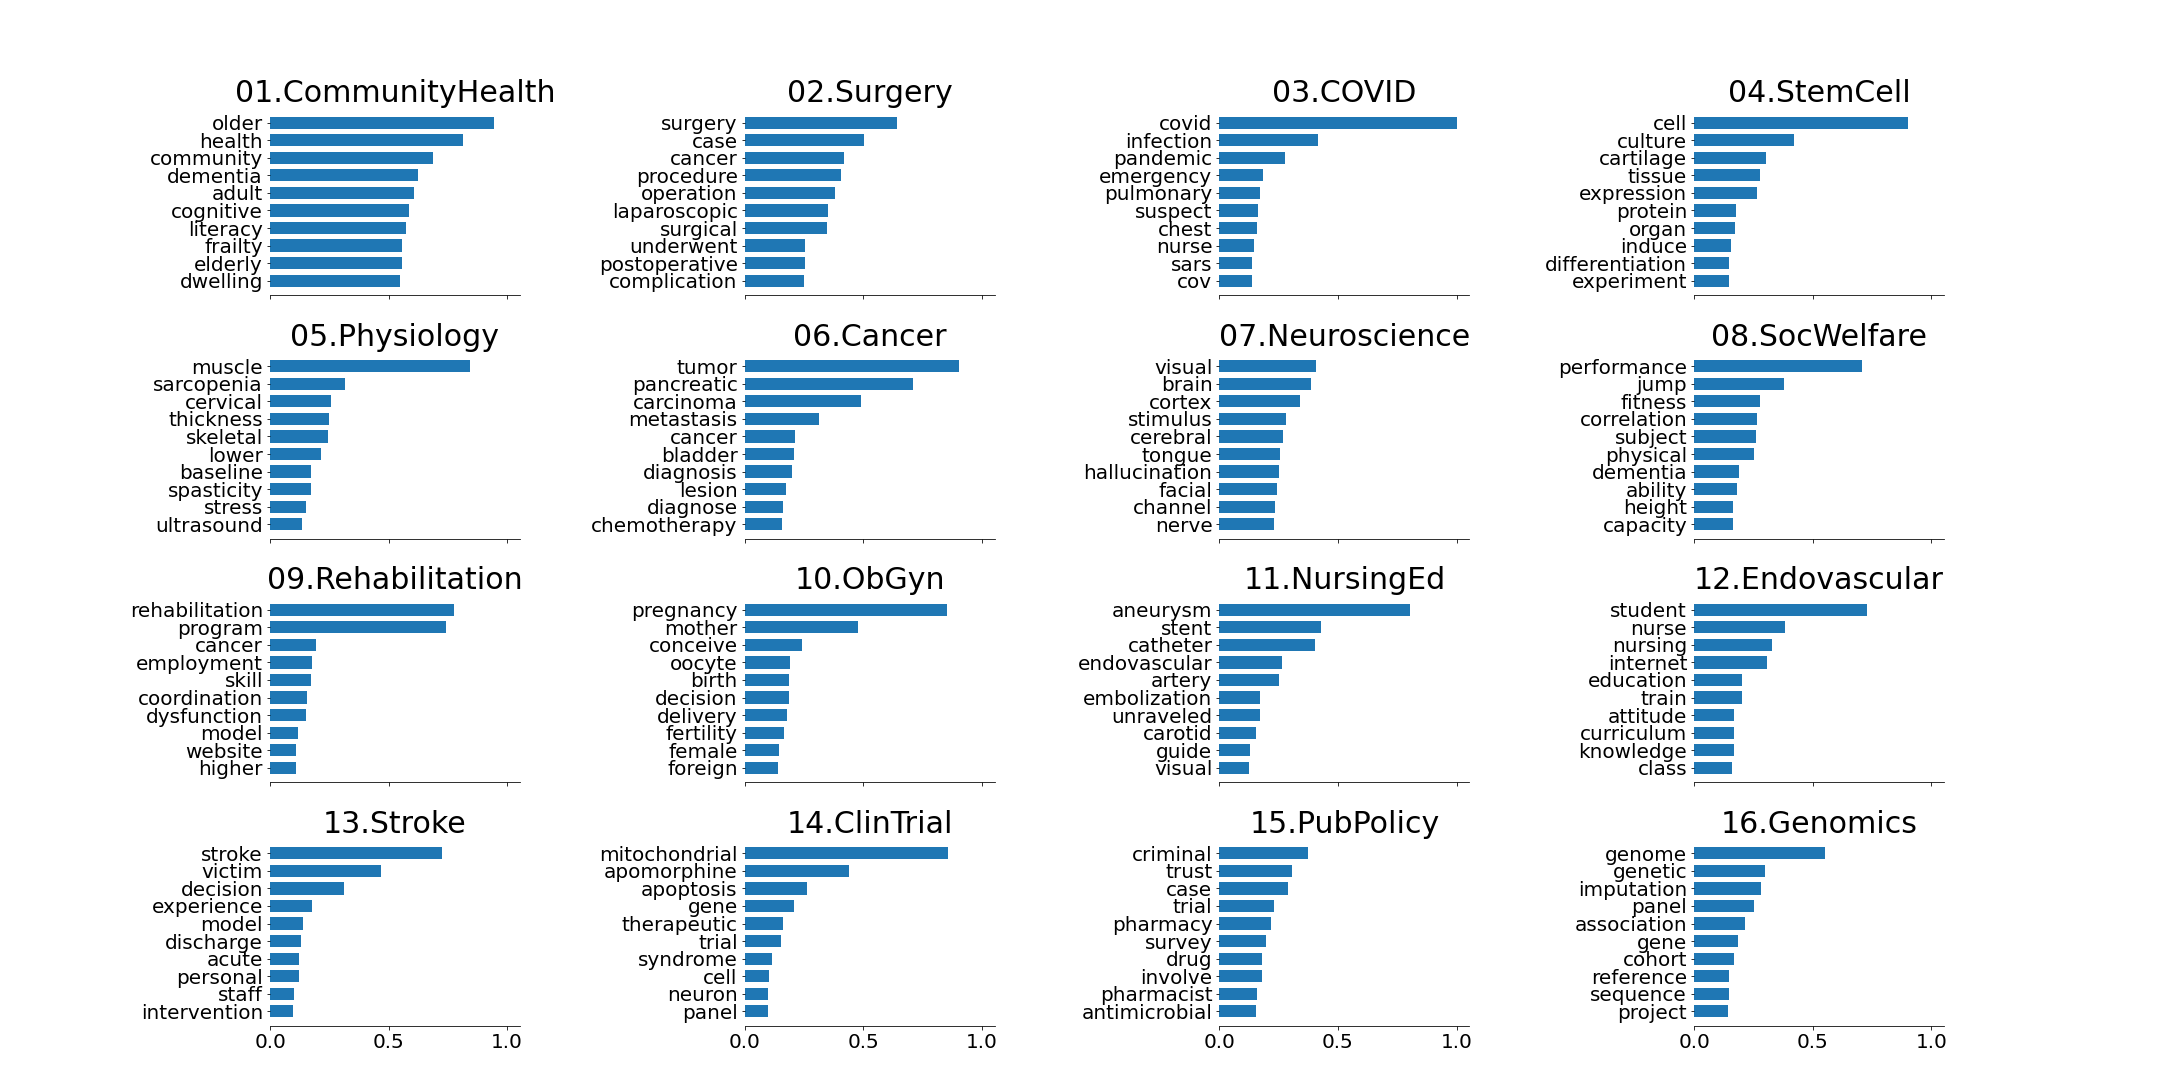 01.CommunityHealth
older
health
community
dementia
adult
cognitive
literacy
frailty
elderly
dwelling
02.Surgery
surgery
case
cancer
procedure
operation
laparoscopic
surgical
underwent
postoperative
complication
03.COVID
covid
infection
pandemic
emergency
pulmonary
suspect
chest
nurse
sars
cov
04.StemCell
cell
culture
cartilage
tissue
expression
protein
organ
induce
differentiation
experiment
05.Physiology
muscle
sarcopenia
cervical
thickness
skeletal
lower
baseline
spasticity
stress
ultrasound
06.Cancer
tumor
pancreatic
carcinoma
metastasis
cancer
bladder
diagnosis
lesion
diagnose
chemotherapy
07.Neuroscience
visual
brain
cortex
stimulus
cerebral
tongue
hallucination
facial
channel
nerve
08.SocWelfare
performance
jump
fitness
correlation
subject
physical
dementia
ability
height
capacity
09.Rehabilitation
rehabilitation
program
cancer
employment
skill
coordination
dysfunction
model
website
higher
10.ObGyn
pregnancy
mother
conceive
oocyte
birth
decision
delivery
fertility
female
foreign
11.NursingEd
aneurysm
stent
catheter
endovascular
artery
embolization
unraveled
carotid
guide
visual
12.Endovascular
student
nurse
nursing
internet
education
train
attitude
curriculum
knowledge
class
13.Stroke
stroke
victim
decision
experience
model
discharge
acute
personal
staff
intervention
0.0 0.5 1.0
14.ClinTrial
mitochondrial
apomorphine
apoptosis
gene
therapeutic
trial
syndrome
cell
neuron
panel
0.0 0.5 1.0
15.PubPolicy
criminal
trust
case
trial
pharmacy
survey
drug
involve
pharmacist
antimicrobial
0.0 0.5 1.0
16.Genomics
genome
genetic
imputation
panel
association
gene
cohort
reference
sequence
project
0.0 0.5 1.0